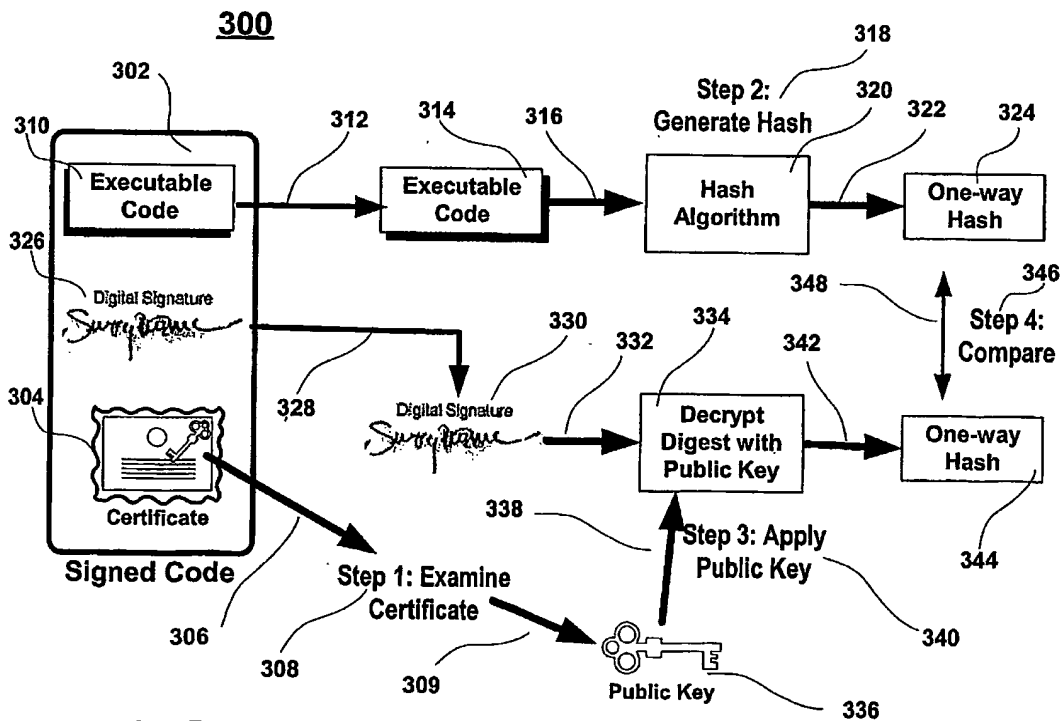 300
302
318
310
312
314
316
Step 2:
Generate Hash
320
322
324
Executable
Code
Executable
Code
Hash
Algorithm
One-way
Hash
326
Digital Signature
348
346
Step 4:
Compare
328
330
332
334
342
304
Digital Signature
Decrypt
Digest with
Public Key
One-way
Hash
Certificate
338
Step 3: Apply
Public Key
344
Signed Code
306
Step 1: Examine
Certificate
308
309
340
Public Key
336